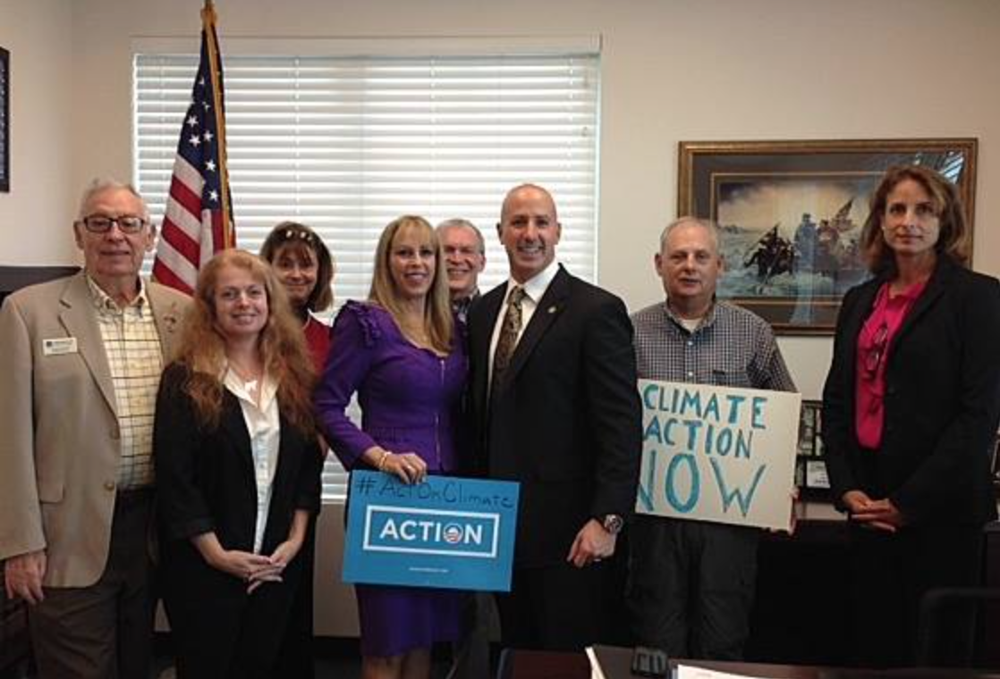 #ActOnClimate
ACTION
CLIMATE
ACTION
NOW